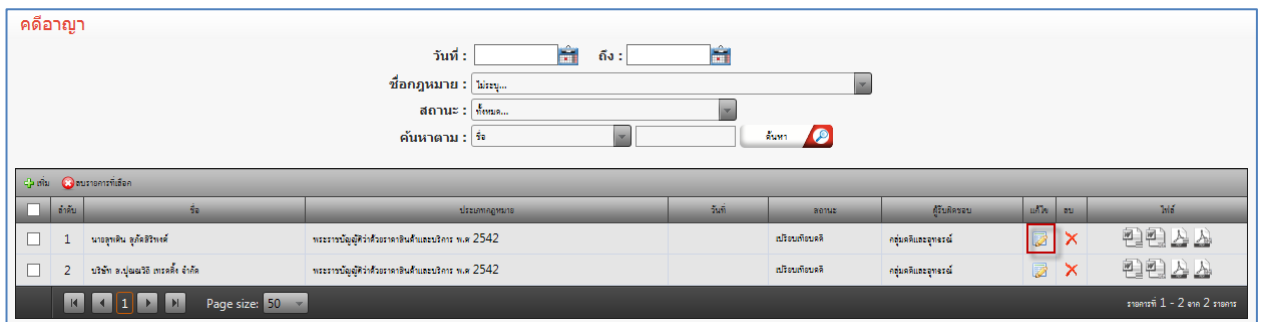 คดีอาญา
วันที่ : ถึง :
ชื่อกฎหมาย : ไม่ระบุ...
สถานะ : ทั้งหมด...
ค้นหาตาม : ชื่อ ค้นหา
เพิ่ม ลบรายการที่เลือก
ลำดับ ชื่อ ประเภทกฎหมาย วันที่ สถานะ ผู้รับผิดชอบ แก้ไข ลบ ไฟล์
1 พระราชบัญญัติว่าด้วยราคาสินค้าและบริการ พ.ศ 2542 เปรียบเทียบคดี กลุ่มคดีและอุทธรณ์
2 บริษัท จำกัด พระราชบัญญัติว่าด้วยราคาสินค้าและบริการ พ.ศ 2542 เปรียบเทียบคดี กลุ่มคดีและอุทธรณ์
1 Page size: 50 รายการที่ 1 - 2 จาก 2 รายการ